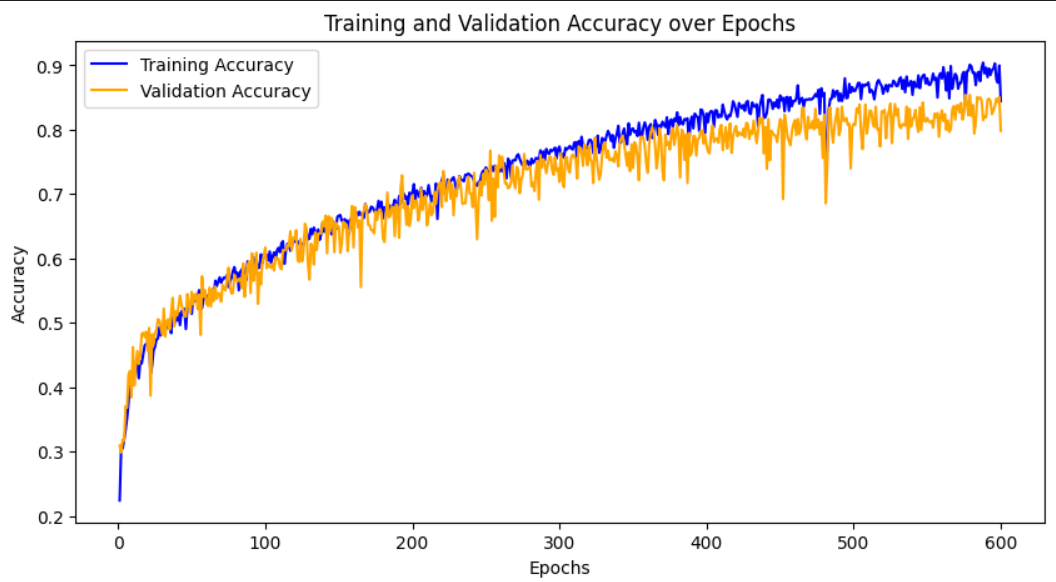 Training and Validation Accuracy over Epochs
Training Accuracy
Validation Accuracy
Accuracy
0.9
0.8
0.7
0.6
0.5
0.4
0.3
0.2
0 100 200 300 400 500 600
Epochs